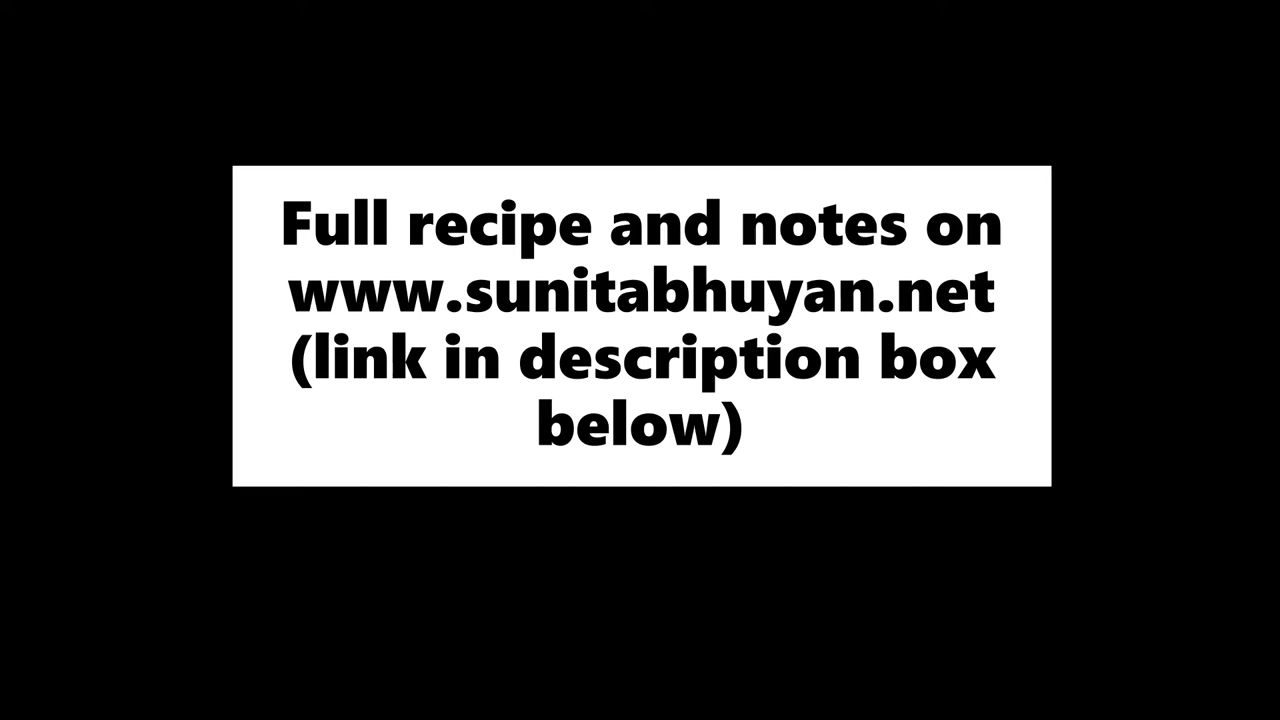 Full recipe and notes on
www.sunitabhuyan.net
(link in description box
below)